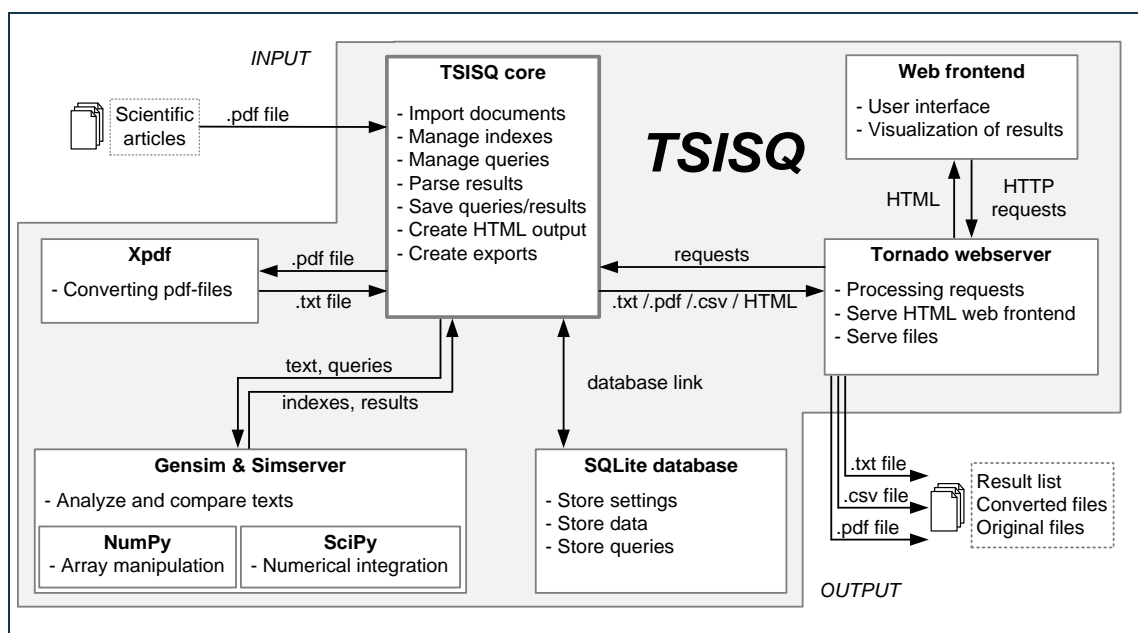 INPUT
Scientific
articles
.pdf file
TSISQ core
- Import documents
- Manage indexes
- Manage queries
- Parse results
- Save queries/results
- Create HTML output
- Create exports
TSISQ
Web frontend
- User interface
- Visualization of results
HTML
HTTP
requests
Xpdf
- Converting pdf-files
.pdf file
.txt file
requests
.txt /.pdf /.csv / HTML
Tornado webserver
- Processing requests
- Serve HTML web frontend
- Serve files
text, queries
indexes, results
database link
Gensim & Simserver
- Analyze and compare texts
NumPy
- Array manipulation
SciPy
- Numerical integration
SQLite database
- Store settings
- Store data
- Store queries
.txt file
.csv file
.pdf file
Result list
Converted files
Original files
OUTPUT